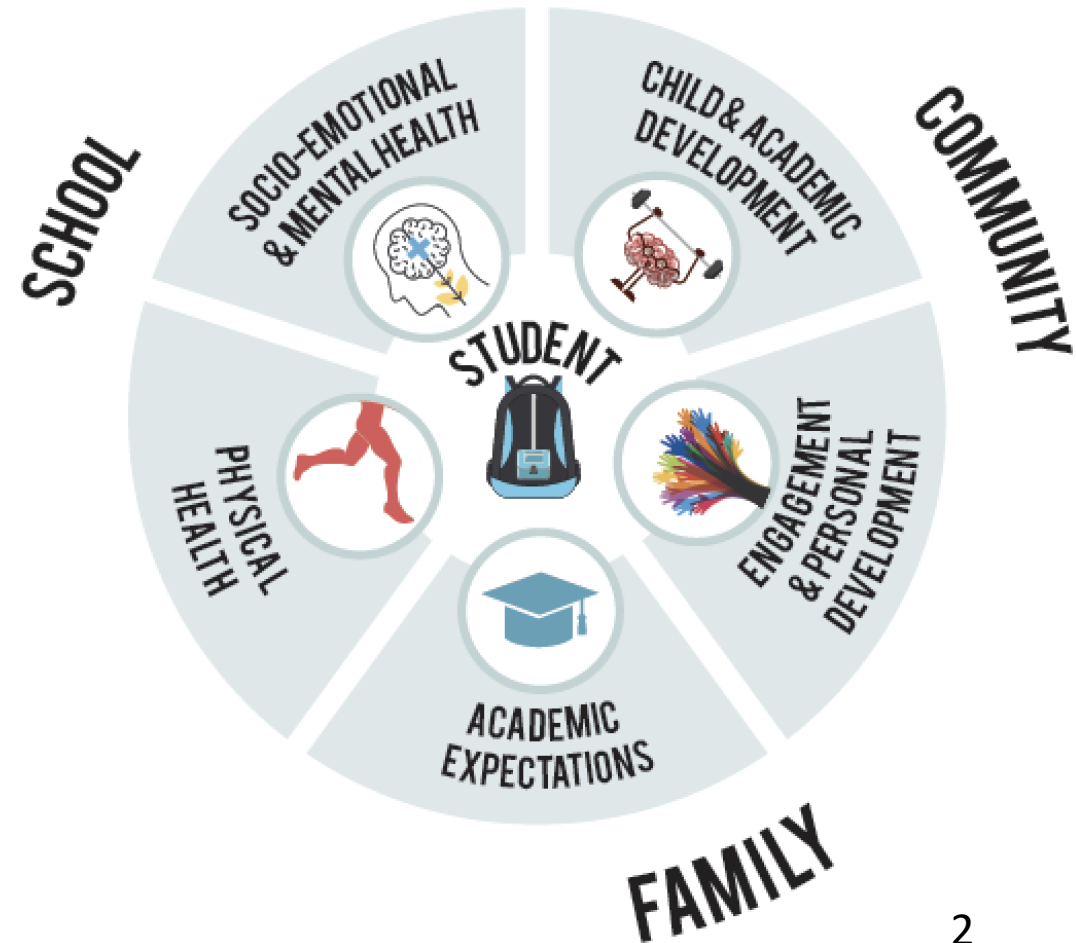 SCHOOL
SOCIO-EMOTIONAL
& MENTAL HEALTH
CHILD & ACADEMIC
DEVELOPMENT
COMMUNITY
STUDENT
PHYSICAL
HEALTH
ENGAGEMENT
& PERSONAL
DEVELOPMENT
ACADEMIC
EXPECTATIONS
FAMILY
2